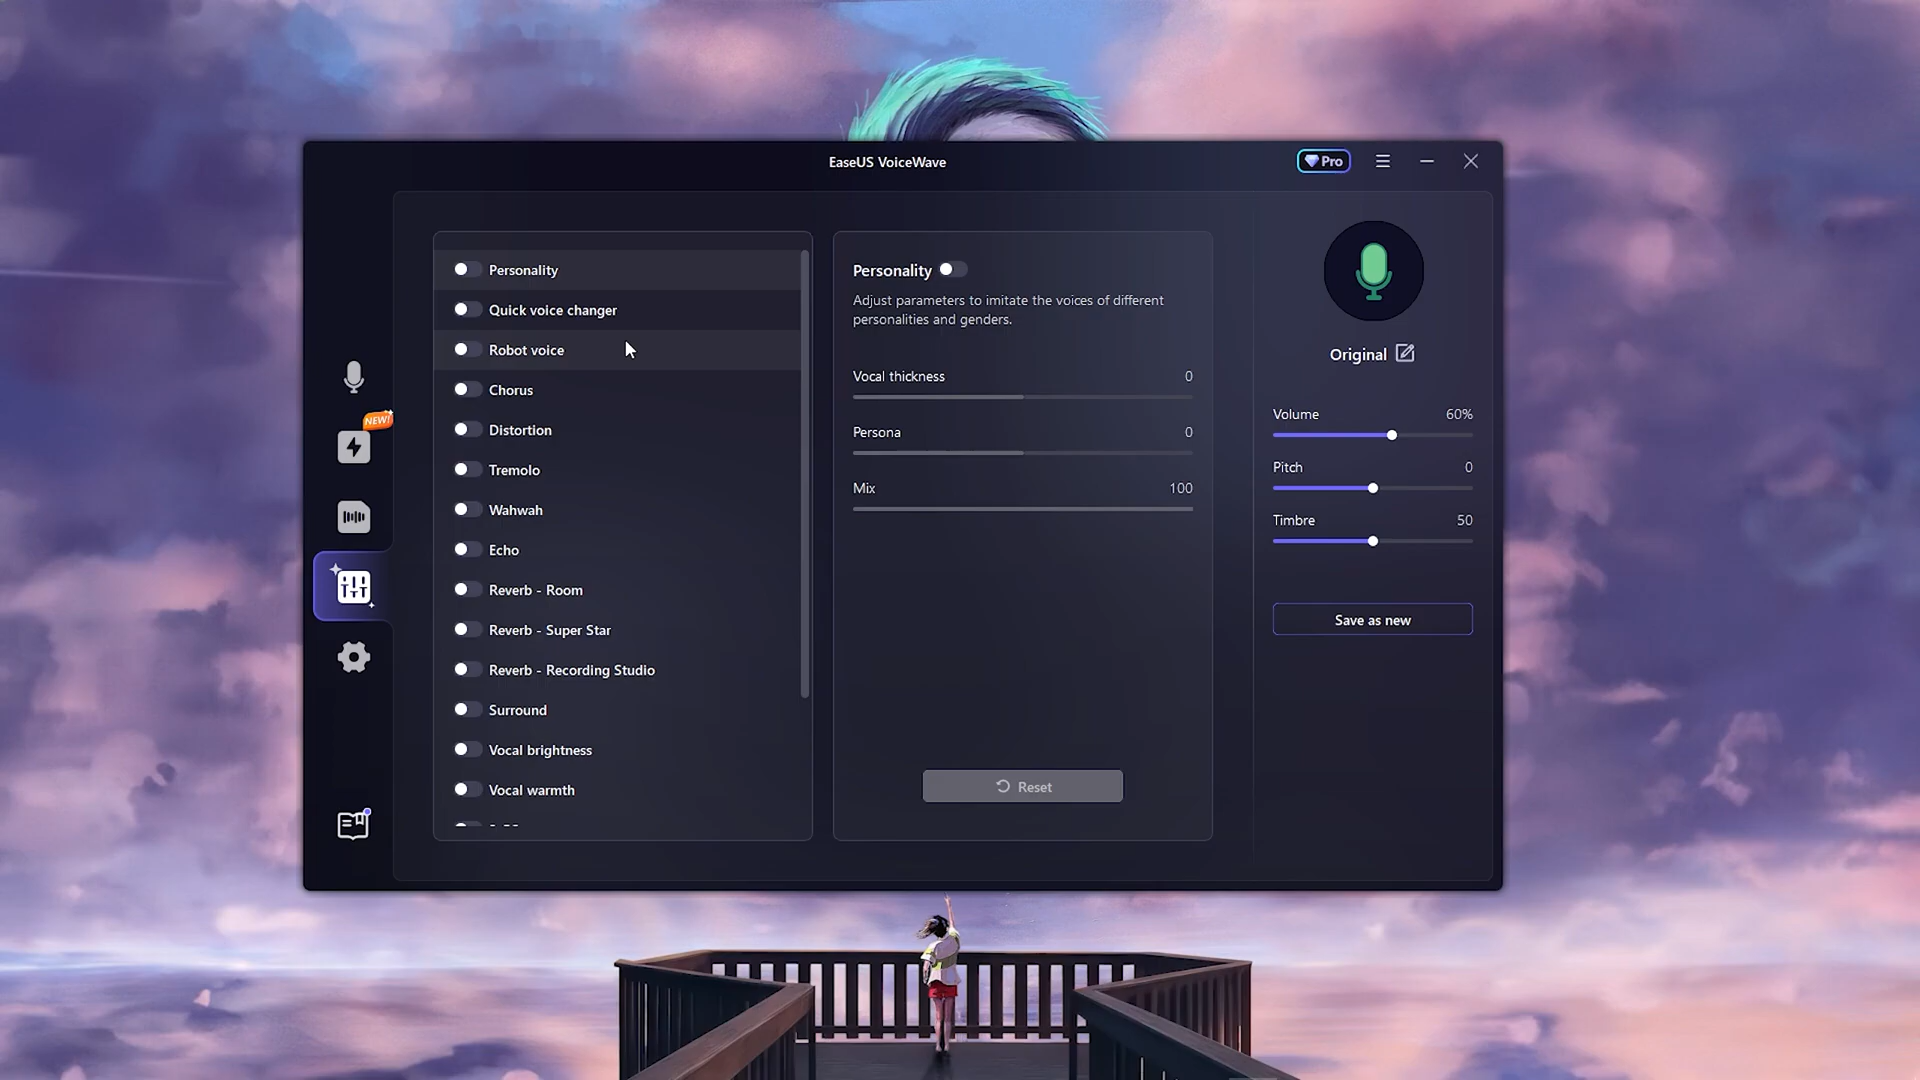 EaseUS VoiceWave
Pro
Personality
Quick voice changer
Robot voice
Chorus
Distortion
Tremolo
Wahwah
Echo
Reverb - Room
Reverb - Super Star
Reverb - Recording Studio
Surround
Vocal brightness
Vocal warmth
NEW!
Personality
Adjust parameters to imitate the voices of different
personalities and genders.
Vocal thickness 0
Persona 0
Mix 100
Reset
Original
Volume 60%
Pitch 0
Timbre 50
Save as new